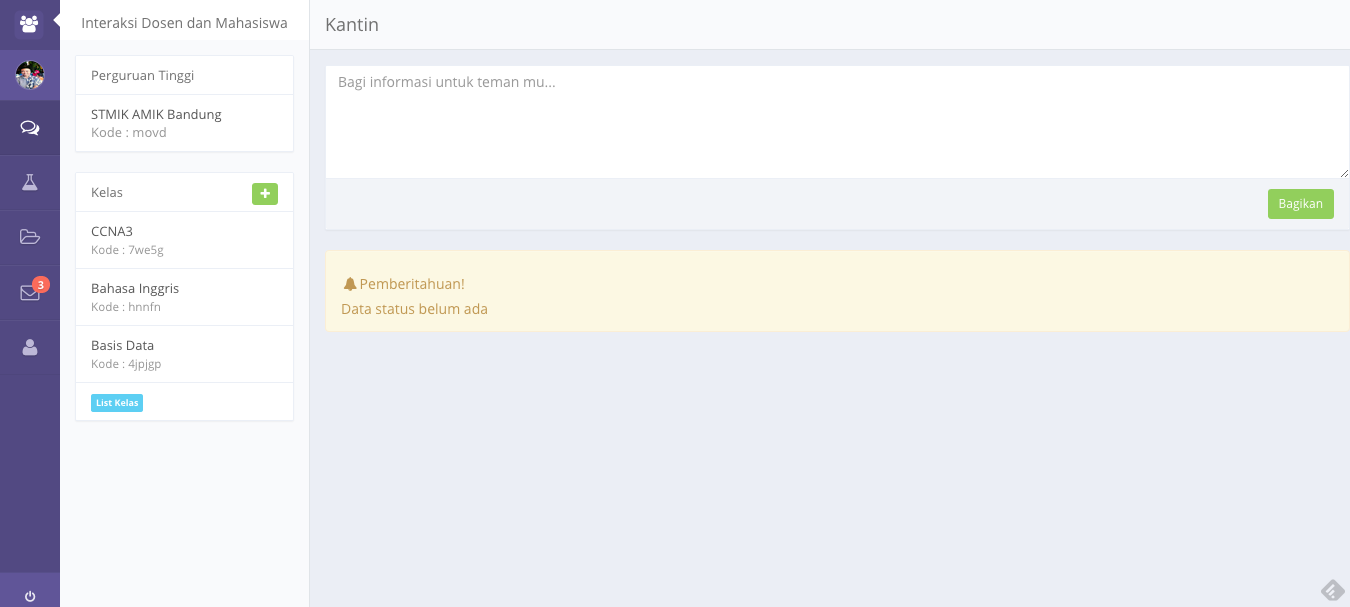 Interaksi Dosen dan Mahasiswa
Perguruan Tinggi
STMIK AMIK Bandung
Kode : movd
Kelas
CCNA3
Kode : 7we5g
Bahasa Inggris
Kode : hnnfn
Basis Data
Kode : 4jpjgp
List Kelas
3
Kantin
Bagi informasi untuk teman mu...
Bagikan
Pemberitahuan!
Data status belum ada